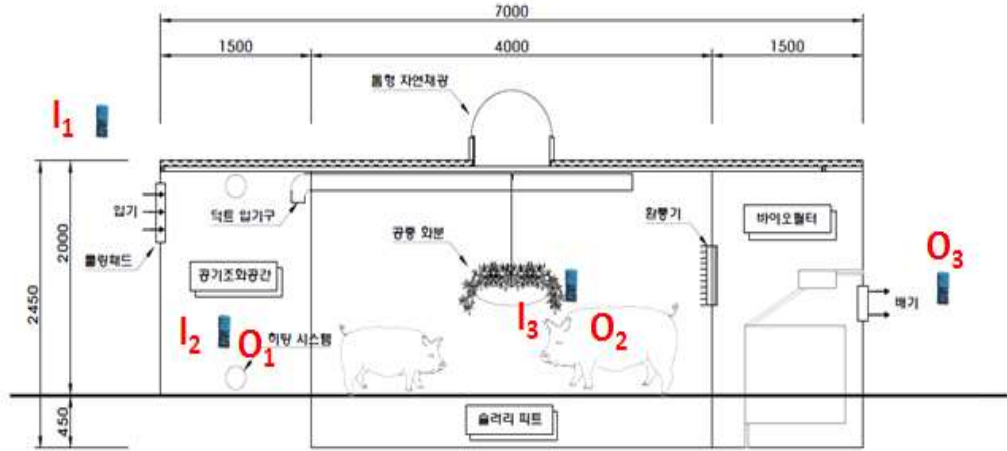 7000
1500
4000
1500
돔형 자연채광
I₁
입기
덕트 입기구
쿨링패드
공중 화분
환풍기
바이오필터
공기조화공간
2000
2450
O₃
배기
I₂
O₁
히팅 시스템
I₃
O₂
450
슬러리 피트